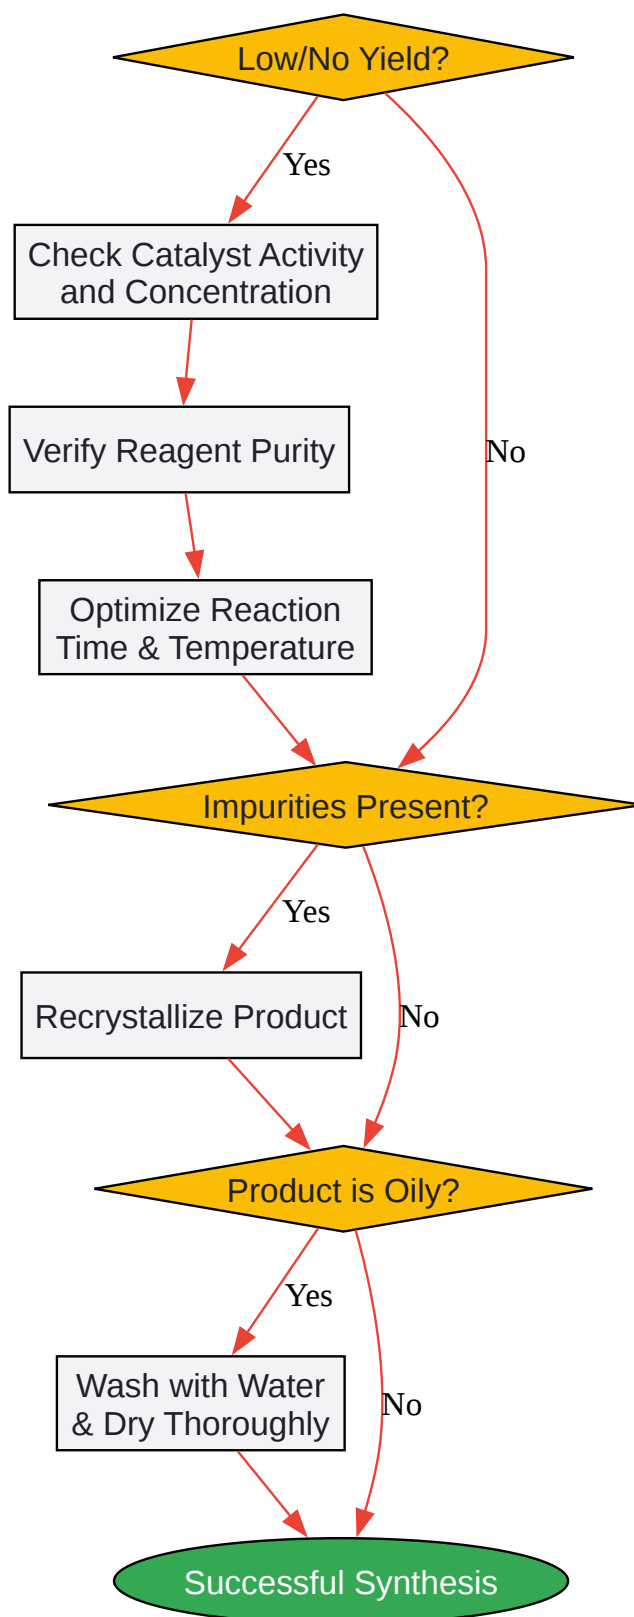 Low/No Yield?
Yes
Check Catalyst Activity
and Concentration
Verify Reagent Purity
No
Optimize Reaction
Time & Temperature
Impurities Present?
Yes
Recrystallize Product
No
Product is Oily?
Yes
Wash with Water
& Dry Thoroughly
No
Successful Synthesis